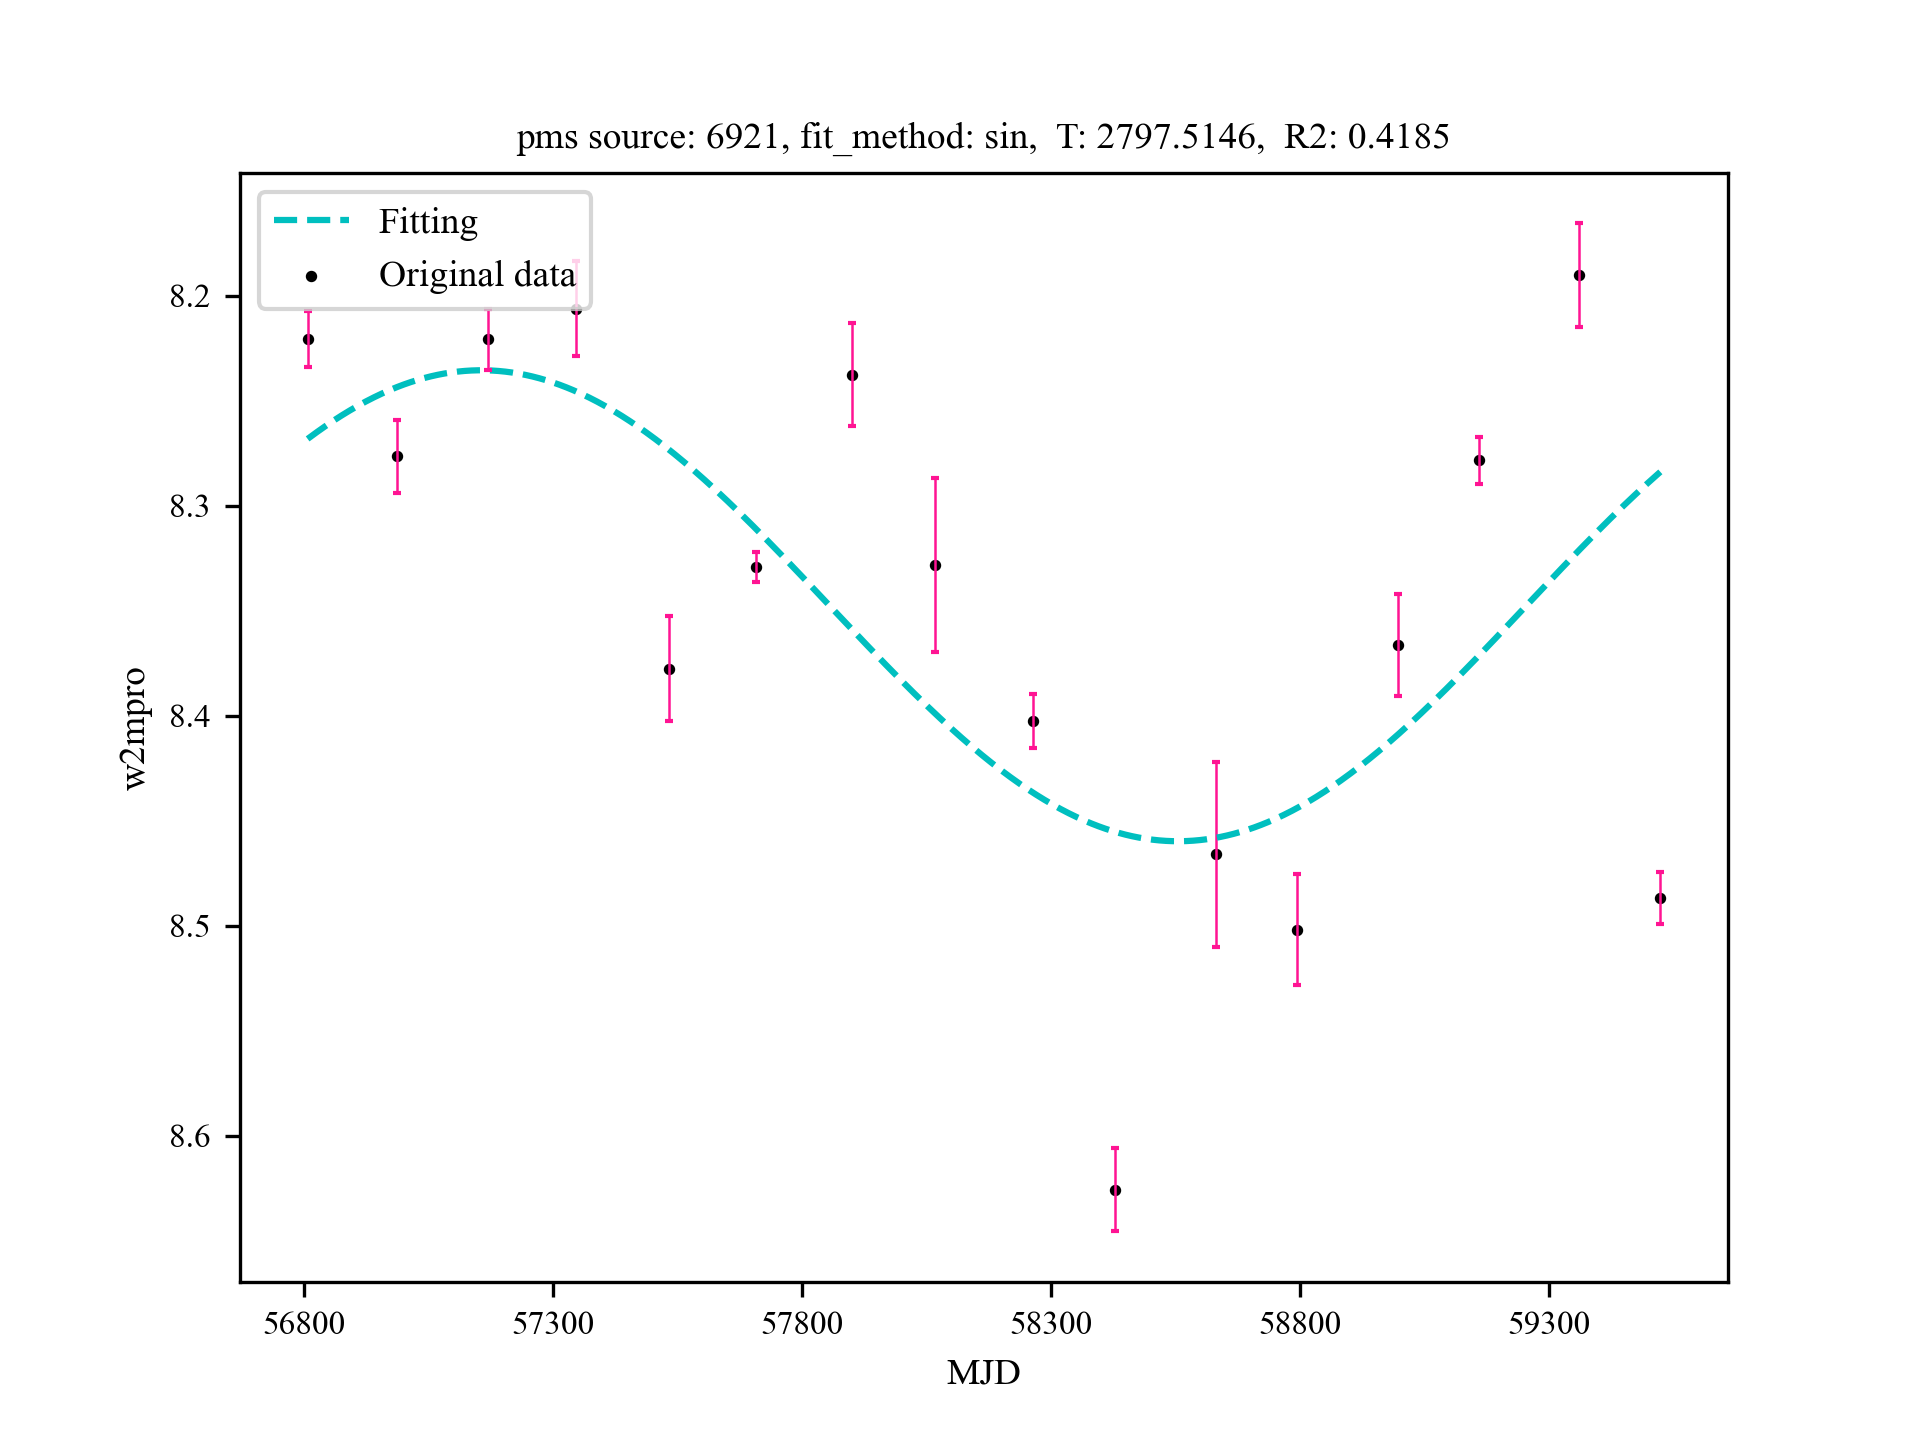 pms source: 6921, fit_method: sin,  T: 2797.5146,  R2: 0.4185
Fitting
Original data
8.2
8.3
8.4
8.5
8.6
w2mpro
56800
57300
57800
58300
58800
59300
MJD